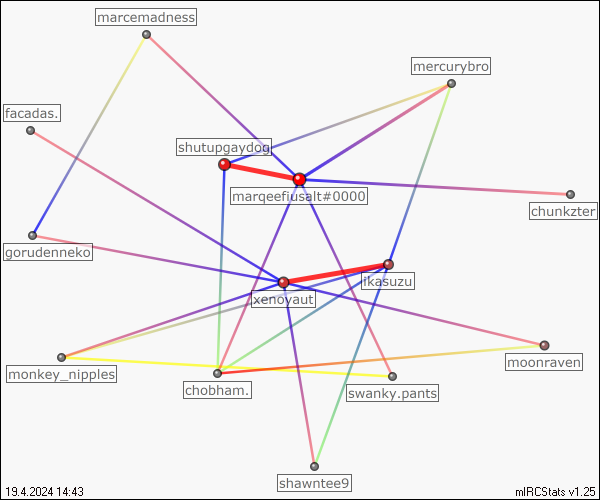 marcemadness
mercurybro
facadas.
shutupgaydog
marqeefiusalt#0000
chunkzter
gorudenneko
ikasuzu
xenoyaut
monkey_nipples
moonraven
chobham.
swanky.pants
shawntee9
19.4.2024 14:43
mIRCStats v1.25